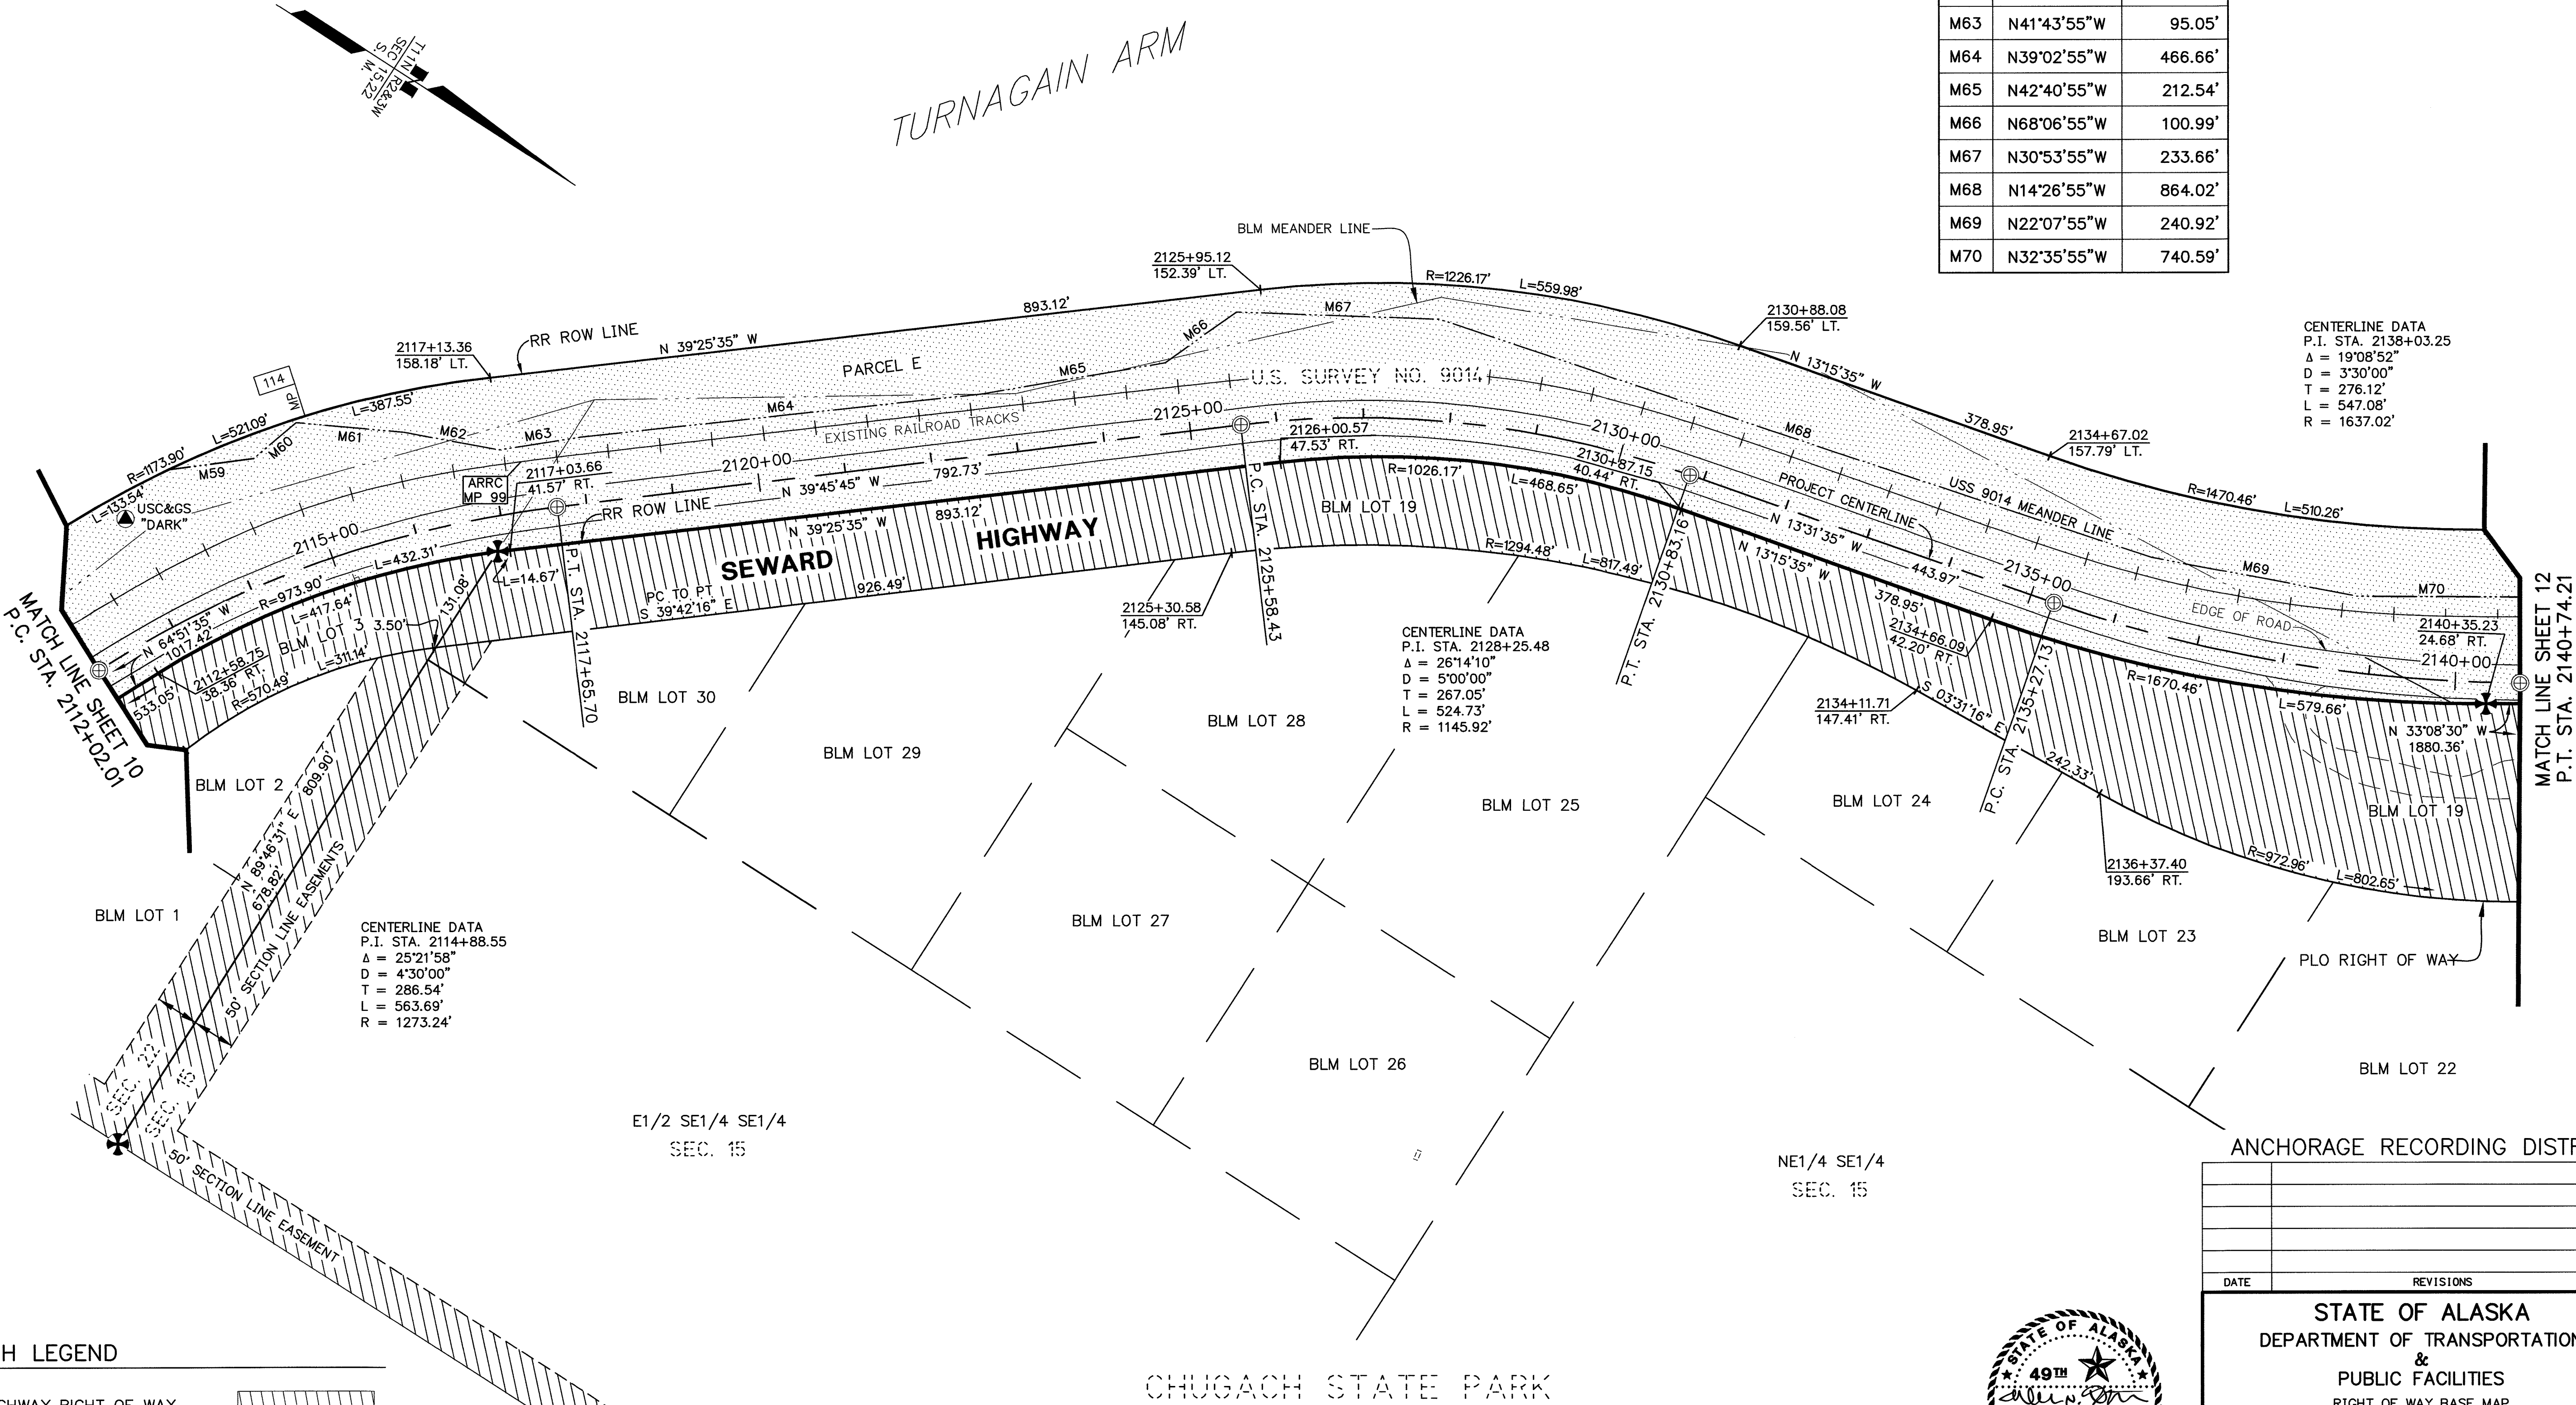 TURNAGAIN ARM
T11N R2&3W
SEC 15,22
S. M.
M63 N41°43'55"W 95.05'
M64 N39°02'55"W 466.66'
M65 N42°40'55"W 212.54'
M66 N68°06'55"W 100.99'
M67 N30°53'55"W 233.66'
M68 N14°26'55"W 864.02'
M69 N22°07'55"W 240.92'
M70 N32°35'55"W 740.59'
BLM MEANDER LINE
2125+95.12
152.39' LT.
R=1226.17' L=559.98'
893.12'
2130+88.08
159.56' LT.
CENTERLINE DATA
P.I. STA. 2138+03.25
Δ = 19°08'52"
D = 3°30'00"
T = 276.12'
L = 547.08'
R = 1637.02'
RR ROW LINE
N 39°25'35" W
2117+13.36
158.18' LT.
114
MP
L=387.55'
L=521.09'
R=1173.90'
L=133.54'
PARCEL E
N 13°15'35" W
378.95'
2134+67.02
157.79' LT.
R=1470.46' L=510.26'
M59
M60
M61
M62
M63
M64
M65
M66
M67
M68
M69
M70
U.S. SURVEY NO. 9014
EXISTING RAILROAD TRACKS
USC&GS
"DARK"
ARRC
MP 99
2117+03.66
41.57' RT.
2115+00
2120+00
2125+00
2130+00
2135+00
2140+00
2126+00.57
47.53' RT.
2130+87.15
40.44' RT.
PROJECT CENTERLINE
USS 9014 MEANDER LINE
EDGE OF ROAD
N 39°45'45" W 792.73'
RR ROW LINE
N 39°25'35" W 893.12'
R=1026.17'
L=468.65'
BLM LOT 19
N 13°31'35" W 443.97'
N 13°15'35" W 378.95'
2134+66.09
42.20' RT.
2140+35.23
24.68' RT.
R=1670.46'
L=579.66'
N 33°08'30" W
1880.36'
MATCH LINE SHEET 12
P.T. STA. 2140+74.21
MATCH LINE SHEET 10
P.C. STA. 2112+02.01
N 64°51'35" W
1017.42'
R=973.90'
L=432.31'
L=417.64'
L=14.67'
131.08'
3.50'
BLM LOT 3
2112+58.75
38.36' RT.
533.05'
R=570.49'
L=311.14'
SEWARD HIGHWAY
PC TO PT
S 39°42'16" E
926.49'
P.T. STA. 2117+65.70
P.C. STA. 2125+58.43
P.T. STA. 2130+83.16
P.C. STA. 2135+27.13
2125+30.58
145.08' RT.
R=1294.48'
L=817.49'
CENTERLINE DATA
P.I. STA. 2128+25.48
Δ = 26°14'10"
D = 5°00'00"
T = 267.05'
L = 524.73'
R = 1145.92'
2134+11.71
147.41' RT.
S 03°31'16" E
242.33'
2136+37.40
193.66' RT.
R=972.96'
L=802.65'
BLM LOT 19
PLO RIGHT OF WAY
BLM LOT 30
BLM LOT 29
BLM LOT 28
BLM LOT 25
BLM LOT 24
BLM LOT 2
BLM LOT 1
BLM LOT 27
BLM LOT 23
BLM LOT 26
BLM LOT 22
N 89°46'31" E 809.90'
678.82'
50' SECTION LINE EASEMENTS
CENTERLINE DATA
P.I. STA. 2114+88.55
Δ = 25°21'58"
D = 4°30'00"
T = 286.54'
L = 563.69'
R = 1273.24'
SEC. 22
SEC. 15
50' SECTION LINE EASEMENT
E1/2 SE1/4 SE1/4
SEC. 15
NE1/4 SE1/4
SEC. 15
CHUGACH STATE PARK
H LEGEND
GHWAY RIGHT OF WAY
ANCHORAGE RECORDING DISTR
DATE REVISIONS
STATE OF ALASKA
DEPARTMENT OF TRANSPORTATION
&
PUBLIC FACILITIES
RIGHT OF WAY BASE MAP
STATE OF ALASKA
49TH